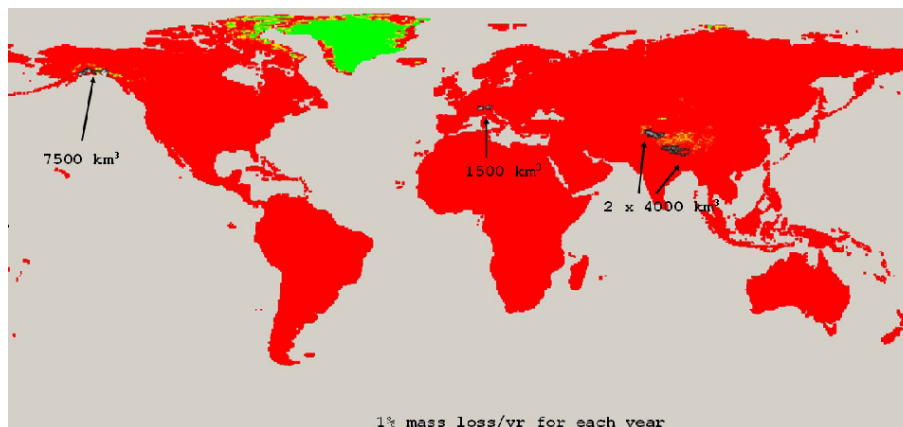 7500 km³
1500 km³
2 x 4000 km³
1% mass loss/yr for each year